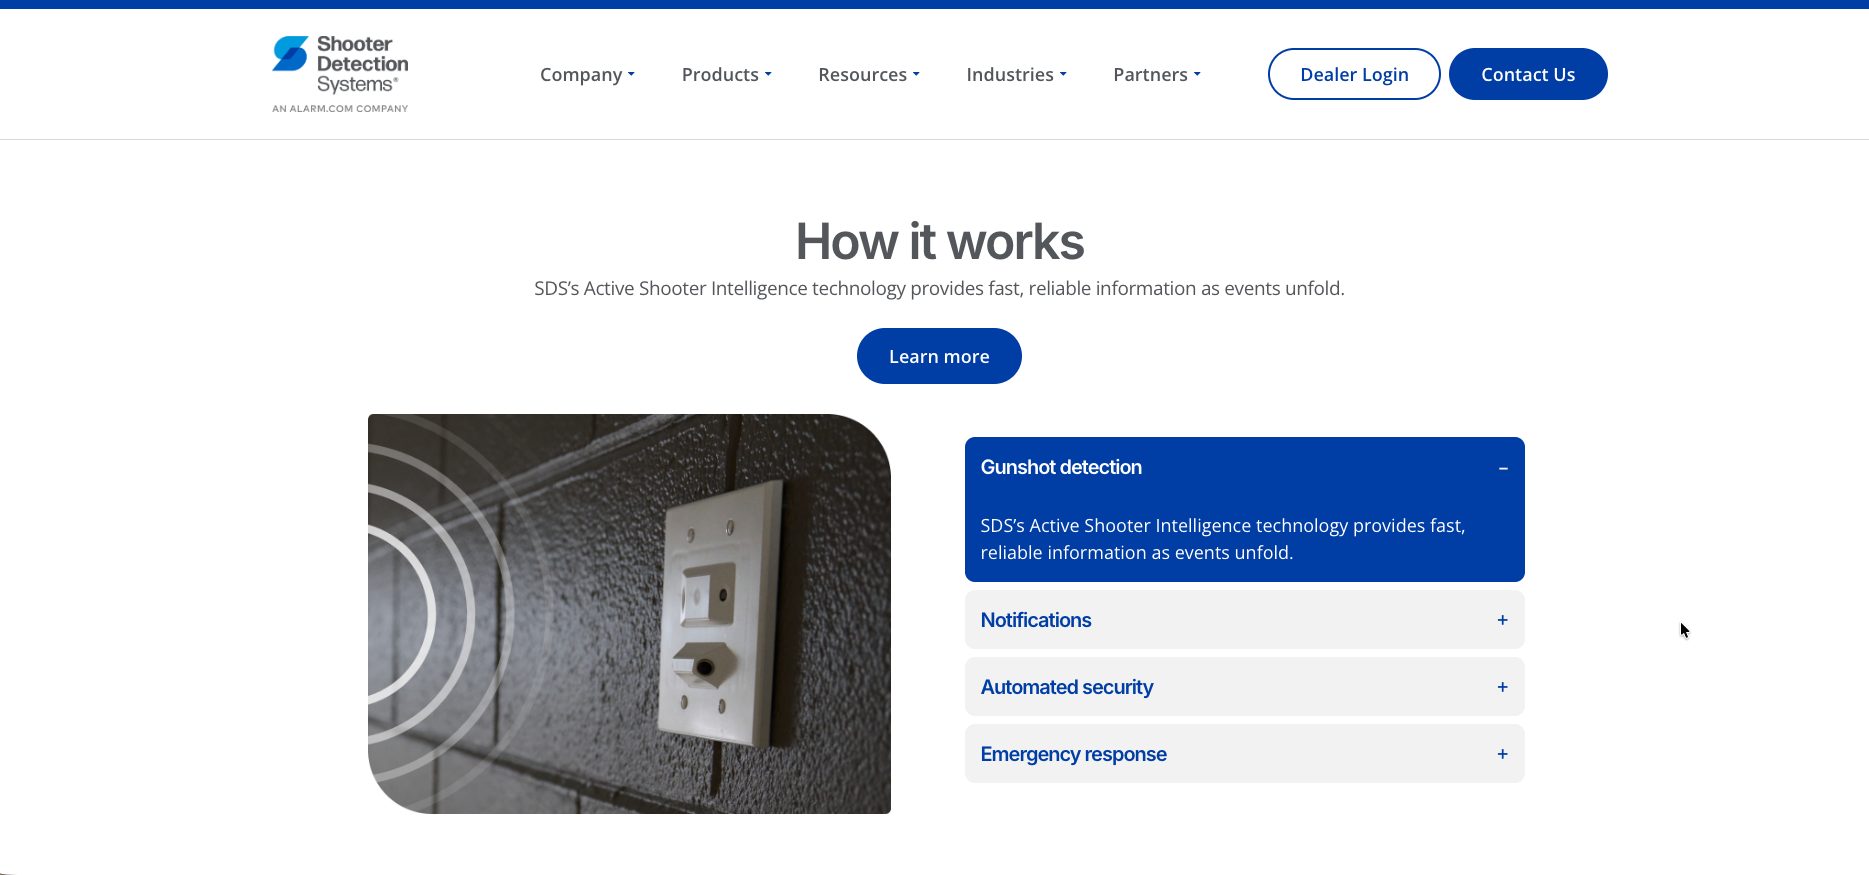 Shooter
Detection
Systems®
AN ALARM.COM COMPANY
Company
Products
Resources
Industries
Partners
Dealer Login
Contact Us
How it works
SDS’s Active Shooter Intelligence technology provides fast, reliable information as events unfold.
Learn more
Gunshot detection –
SDS’s Active Shooter Intelligence technology provides fast,
reliable information as events unfold.
Notifications +
Automated security +
Emergency response +